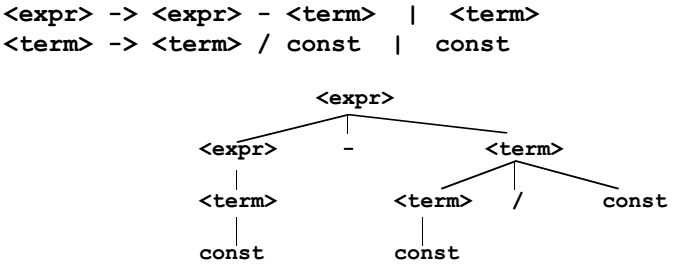 <expr> -> <expr> - <term> | <term>
<term> -> <term> / const | const
<expr>
<expr> - <term>
<term> <term> / const
const const